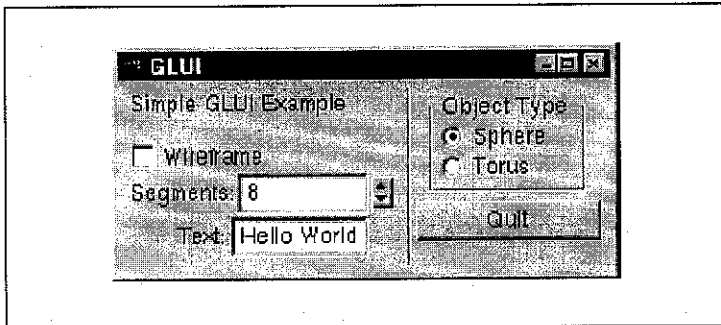 GLUI
Simple GLUI Example
Wireframe
Segments: 8
Text: Hello World
Object Type
Sphere
Torus
Quit